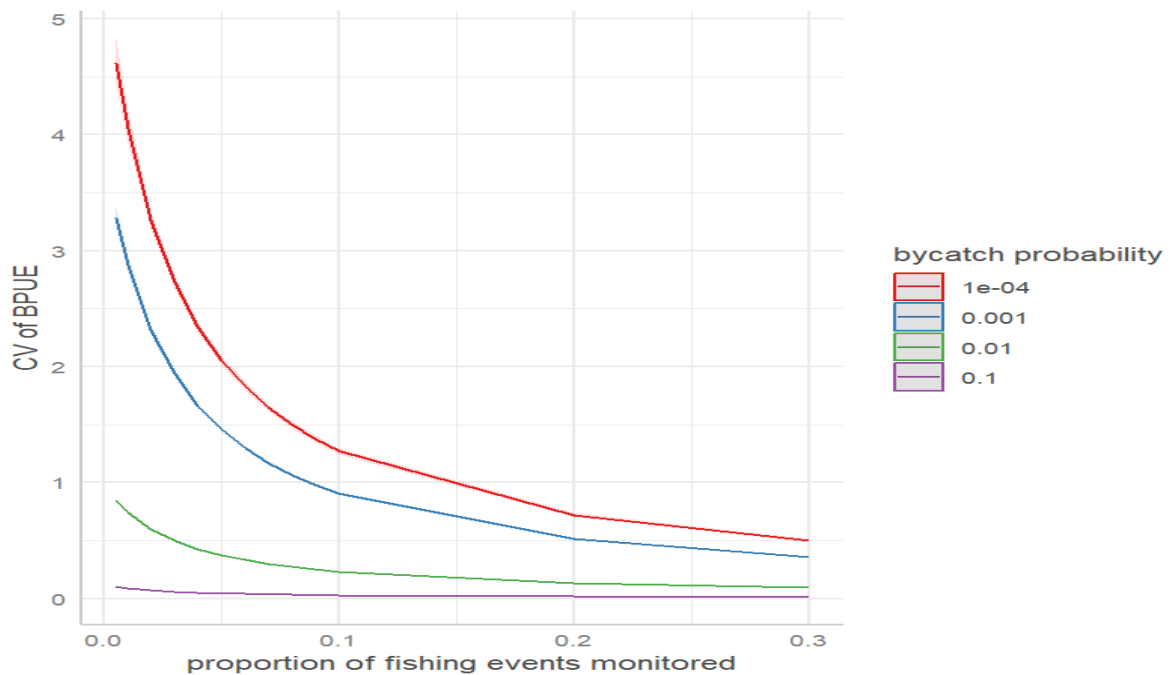 5
4
3
2
1
0
CV of BPUE
0.0 0.1 0.2 0.3
proportion of fishing events monitored
bycatch probability
1e-04
0.001
0.01
0.1